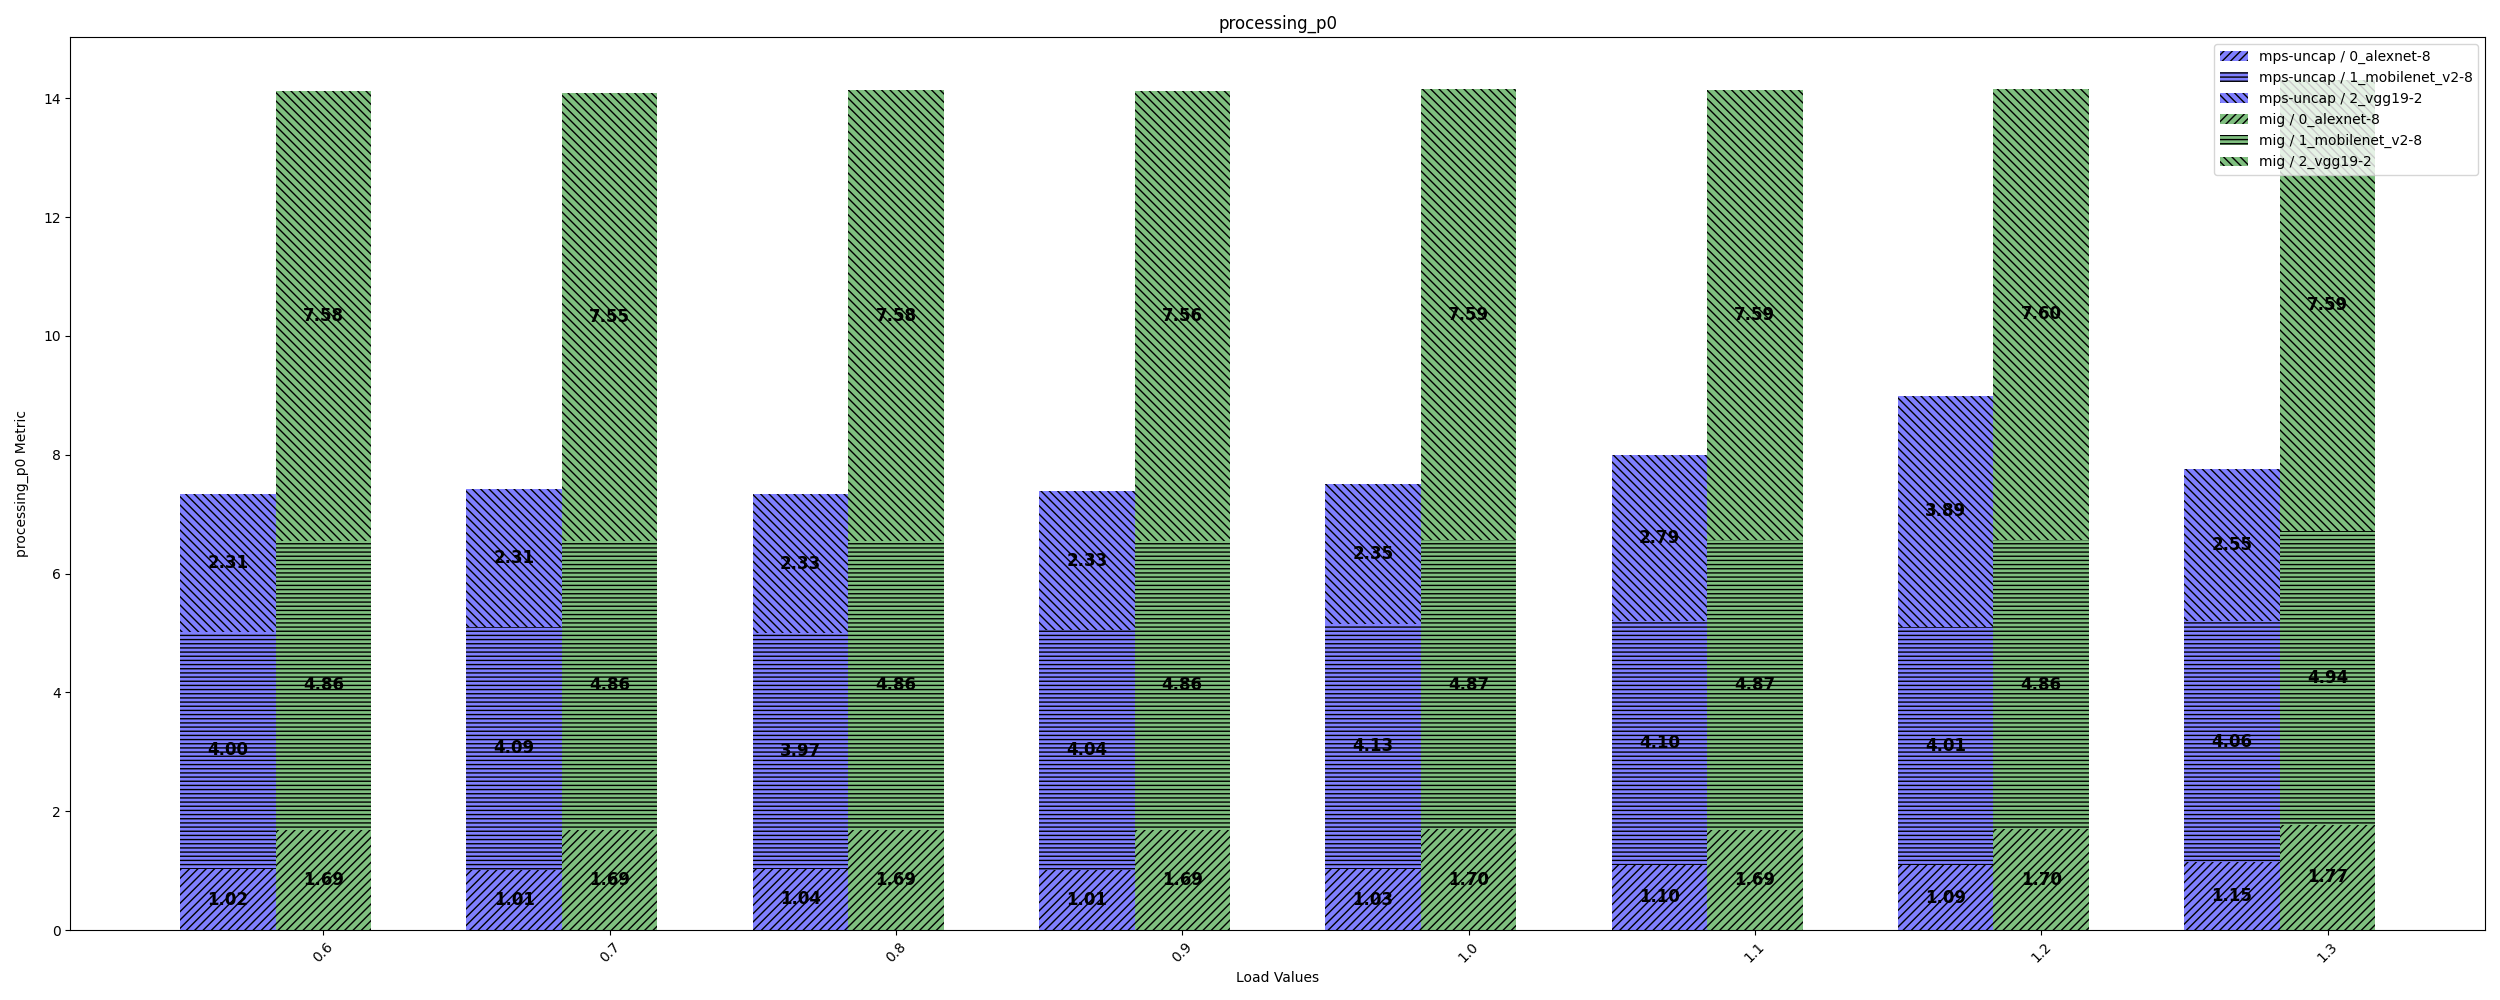 processing_p0
mps-uncap / 0_alexnet-8
mps-uncap / 1_mobilenet_v2-8
mps-uncap / 2_vgg19-2
mig / 0_alexnet-8
mig / 1_mobilenet_v2-8
mig / 2_vgg19-2
processing_p0 Metric
14
12
10
8
6
4
2
0
7.58 7.55 7.58 7.56 7.59 7.59 7.60 7.59
2.31 2.31 2.33 2.33 2.35 2.79 3.89 2.55
4.86 4.86 4.86 4.86 4.87 4.87 4.86 4.94
4.00 4.09 3.97 4.04 4.13 4.10 4.01 4.06
1.69 1.69 1.69 1.69 1.70 1.69 1.70 1.77
1.02 1.01 1.04 1.01 1.03 1.10 1.09 1.15
0.6 0.7 0.8 0.9 1.0 1.1 1.2 1.3
Load Values